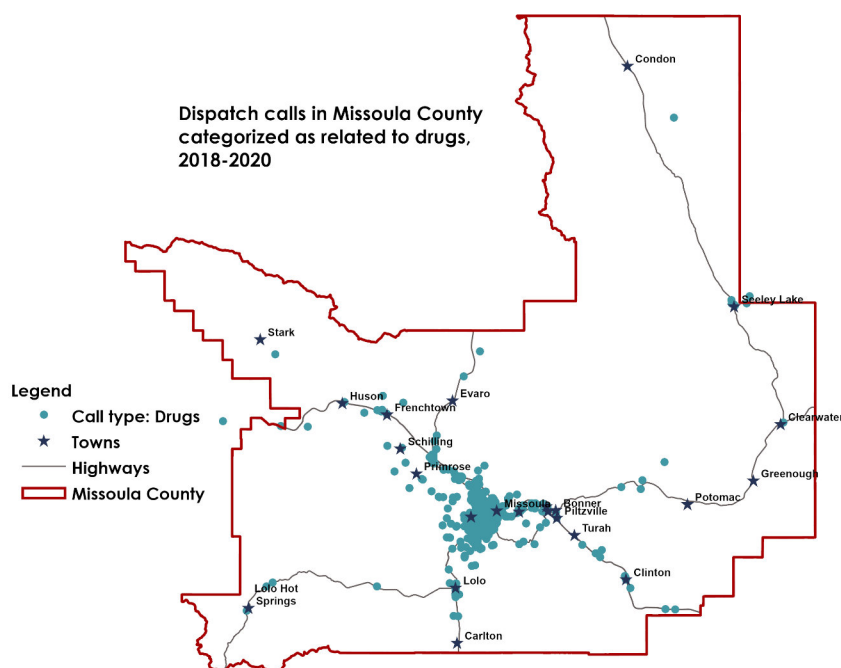 Condon
Dispatch calls in Missoula County
categorized as related to drugs,
2018-2020
Seeley Lake
Stark
Legend
Call type: Drugs
Towns
Highways
Missoula County
Huson
Evaro
Frenchtown
Clearwater
Schilling
Primrose
Greenough
Potomac
Missoula
Bonner
Piltzville
Turah
Clinton
Lolo
Lolo Hot
Springs
Carlton